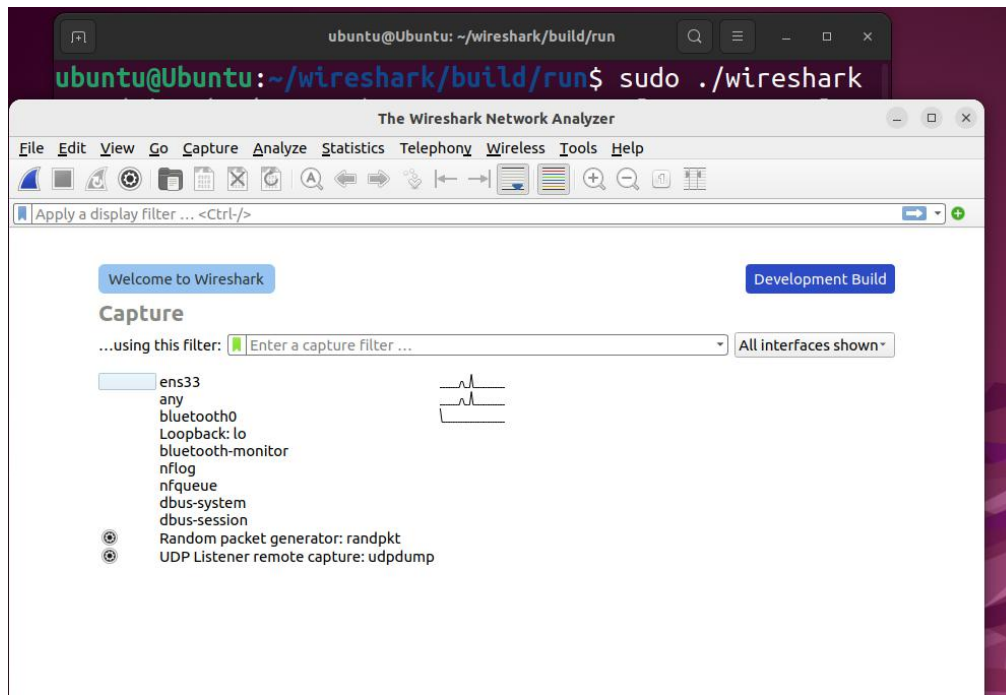 ubuntu@Ubuntu: ~/wireshark/build/run
ubuntu@Ubuntu:~/wireshark/build/run$ sudo ./wireshark
The Wireshark Network Analyzer
File Edit View Go Capture Analyze Statistics Telephony Wireless Tools Help
Apply a display filter … <Ctrl-/>
Welcome to Wireshark
Development Build
Capture
…using this filter: Enter a capture filter … All interfaces shown
ens33
any
bluetooth0
Loopback: lo
bluetooth-monitor
nflog
nfqueue
dbus-system
dbus-session
Random packet generator: randpkt
UDP Listener remote capture: udpdump